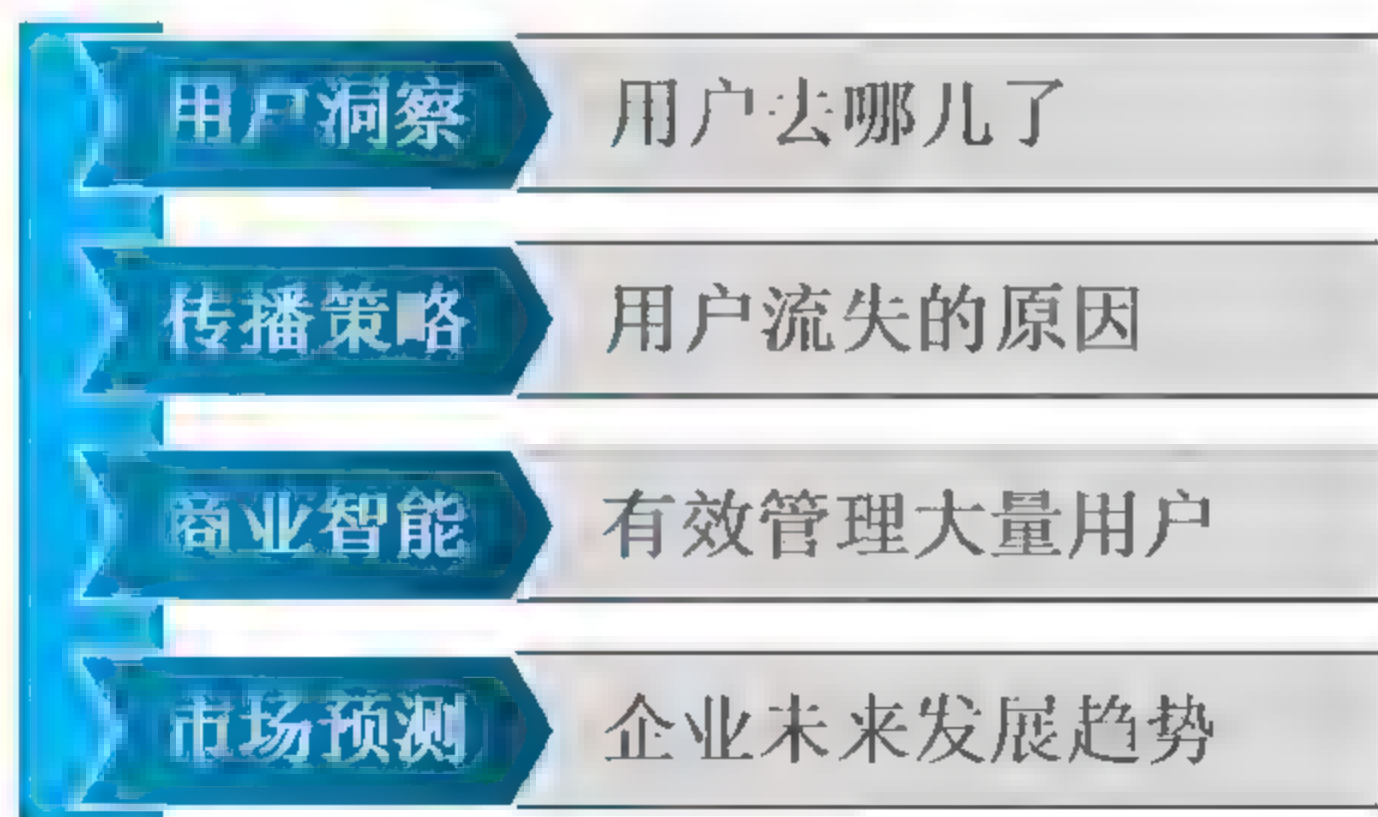 用户洞察 用户去哪儿了
传播策略 用户流失的原因
商业智能 有效管理大量用户
市场预测 企业未来发展趋势